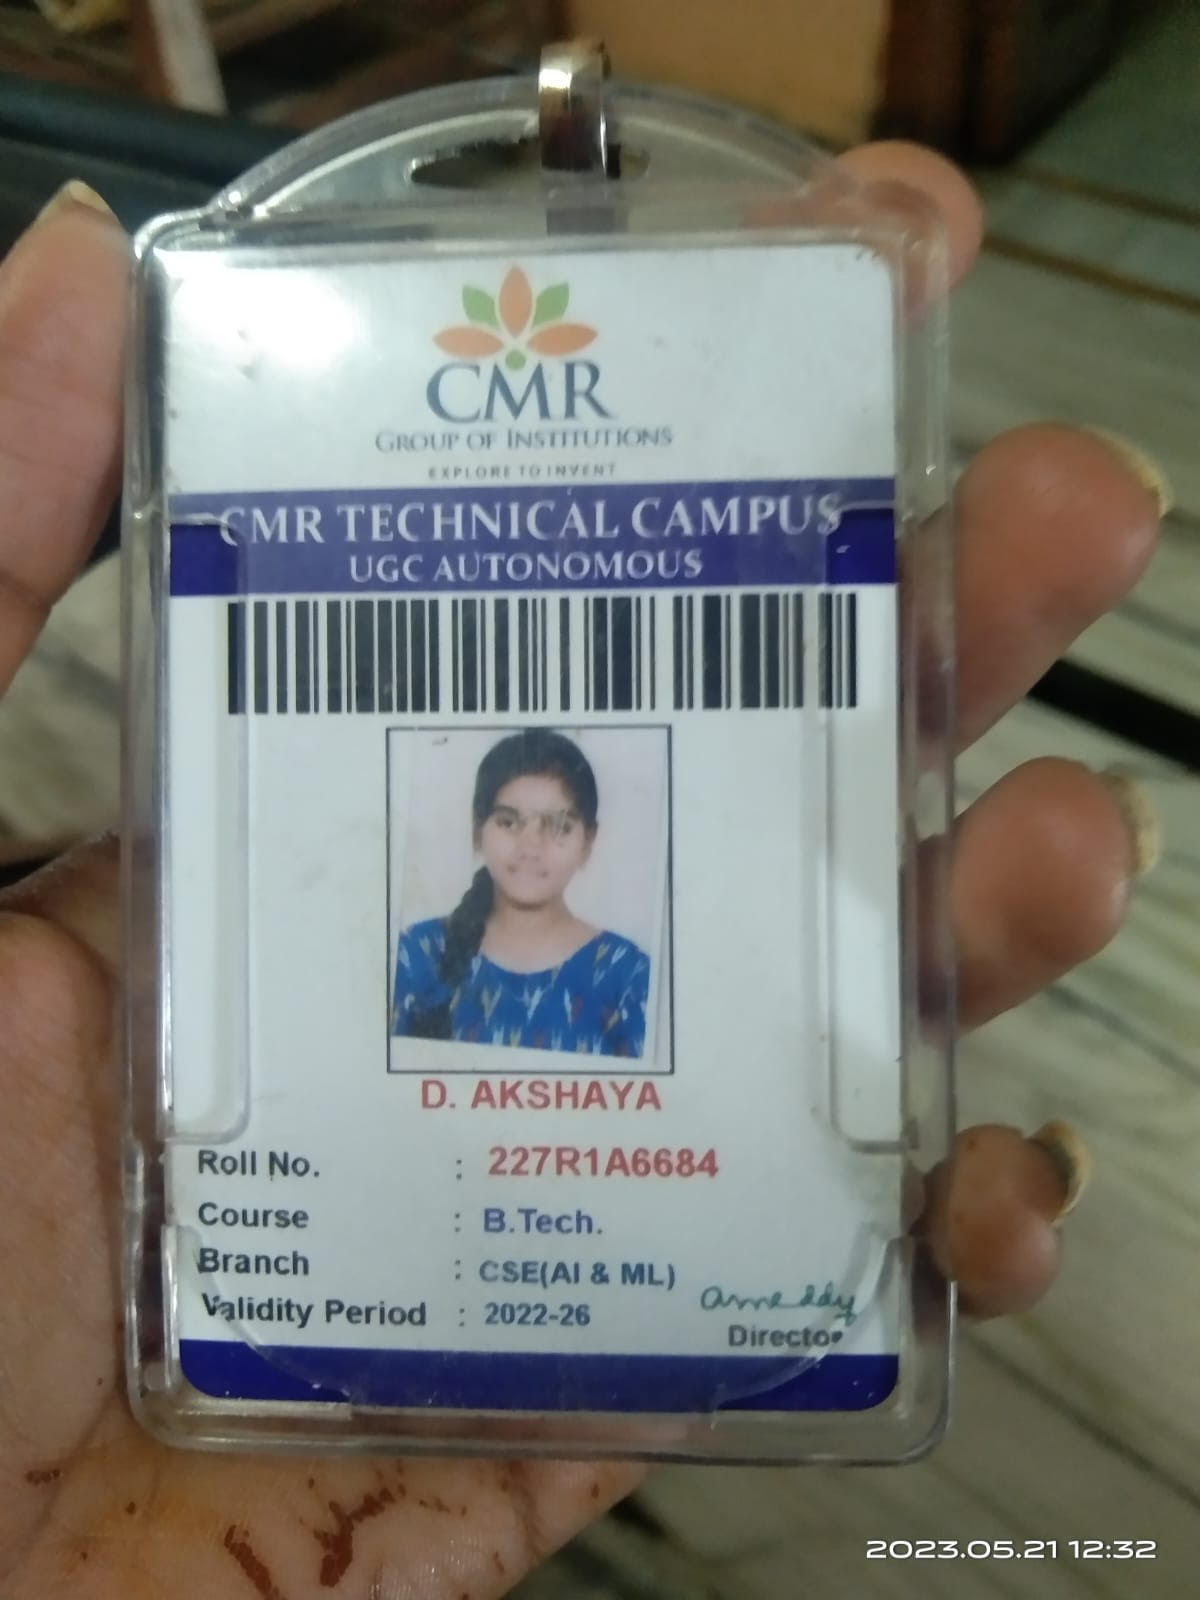 CMR
GROUP OF INSTITUTIONS
EXPLORE TO INVENT
CMR TECHNICAL CAMPUS
UGC AUTONOMOUS
D. AKSHAYA
Roll No. : 227R1A6684
Course : B.Tech.
Branch : CSE(AI & ML)
Validity Period : 2022-26
Director
2023.05.21 12:32